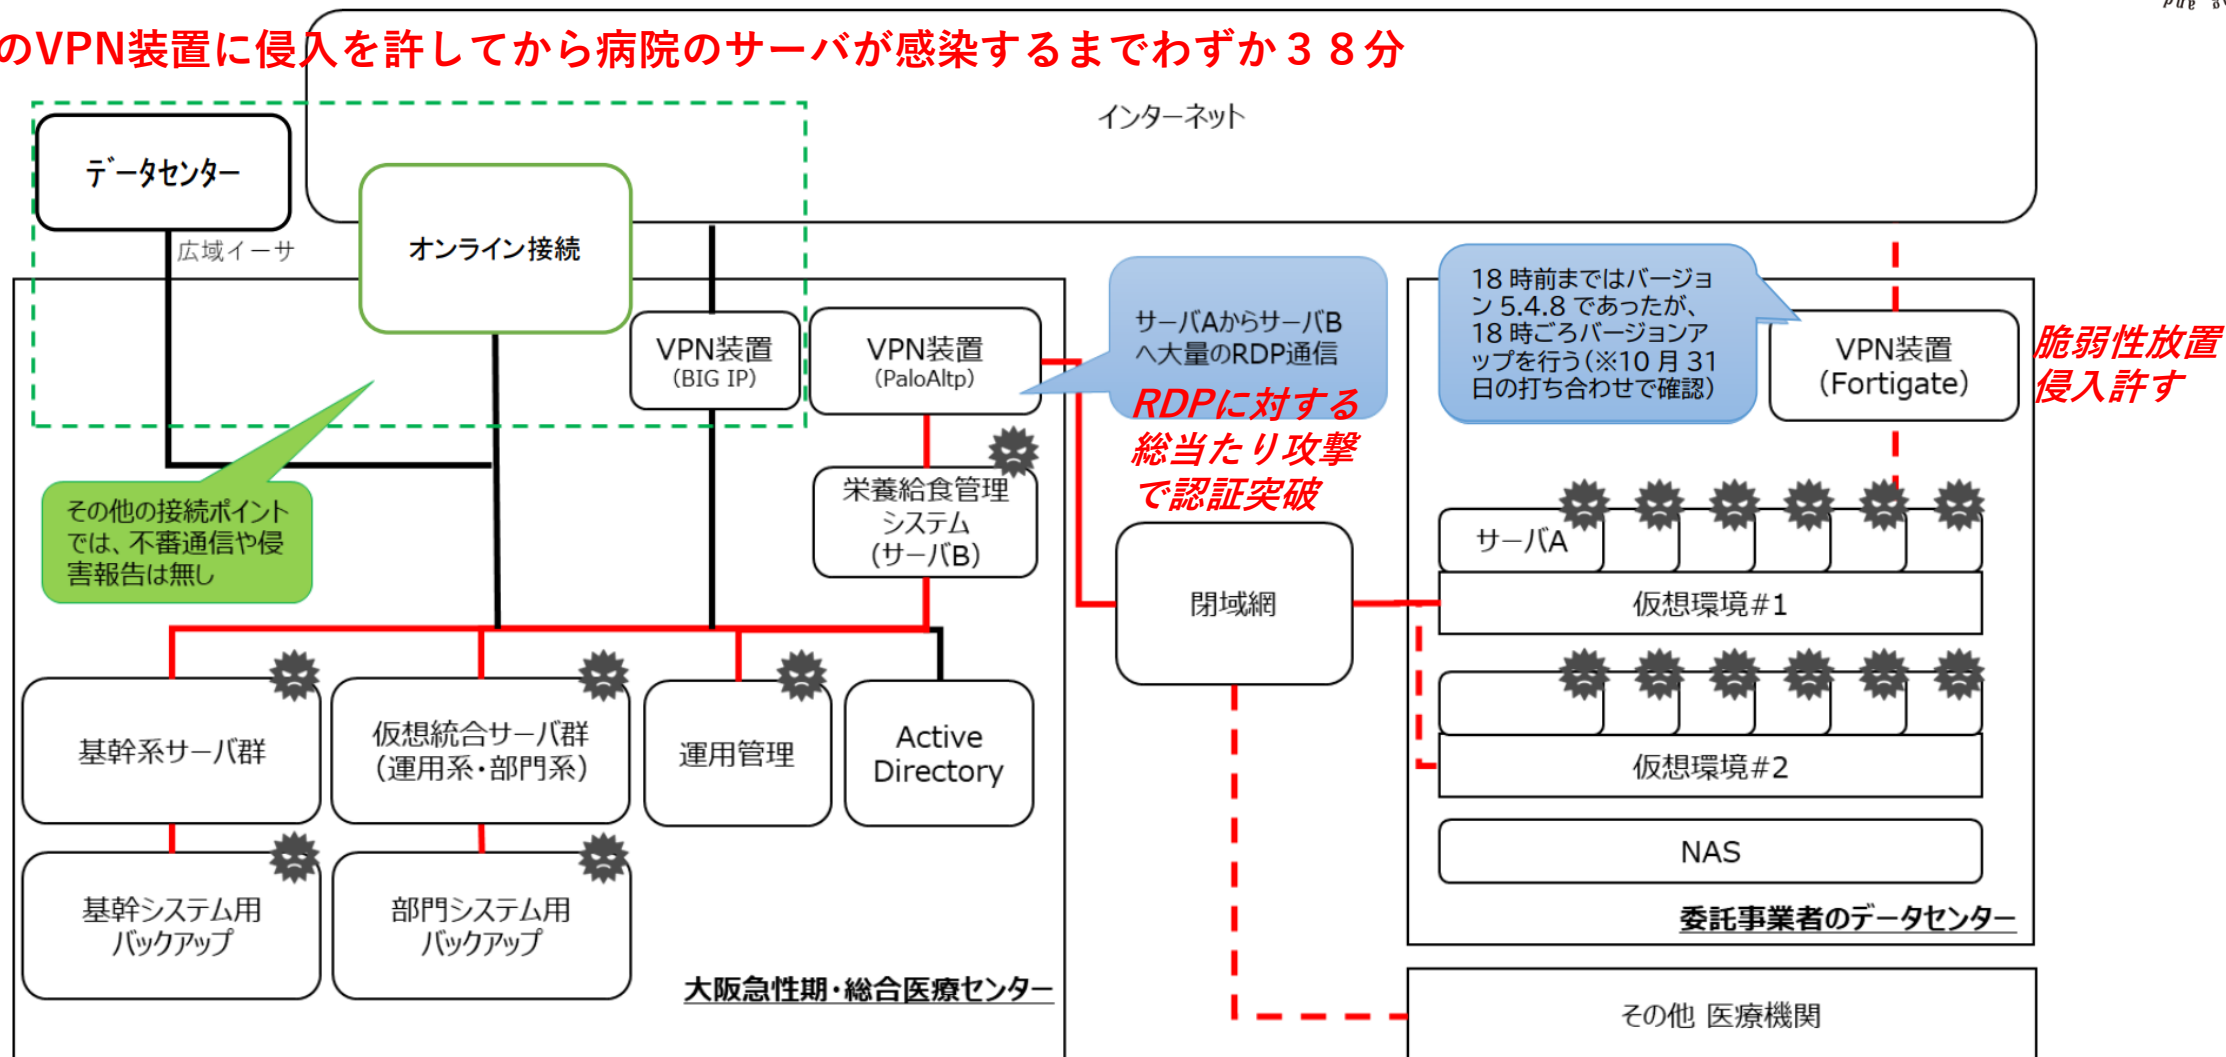 のVPN装置に侵入を許してから病院のサーバが感染するまでわずか３８分
インターネット
データセンター
広域イーサ
オンライン接続
VPN装置
(BIG IP)
VPN装置
(PaloAltp)
サーバAからサーバB
へ大量のRDP通信
RDPに対する
総当たり攻撃
で認証突破
18 時前まではバージョ
ン 5.4.8 であったが、
18 時ごろバージョンア
ップを行う(※10 月 31
日の打ち合わせで確認)
VPN装置
(Fortigate)
脆弱性放置
侵入許す
その他の接続ポイント
では、不審通信や侵
害報告は無し
栄養給食管理
システム
(サーバB)
閉域網
サーバA
仮想環境#1
仮想環境#2
NAS
委託事業者のデータセンター
基幹系サーバ群
仮想統合サーバ群
(運用系・部門系)
運用管理
Active
Directory
基幹システム用
バックアップ
部門システム用
バックアップ
大阪急性期・総合医療センター
その他 医療機関